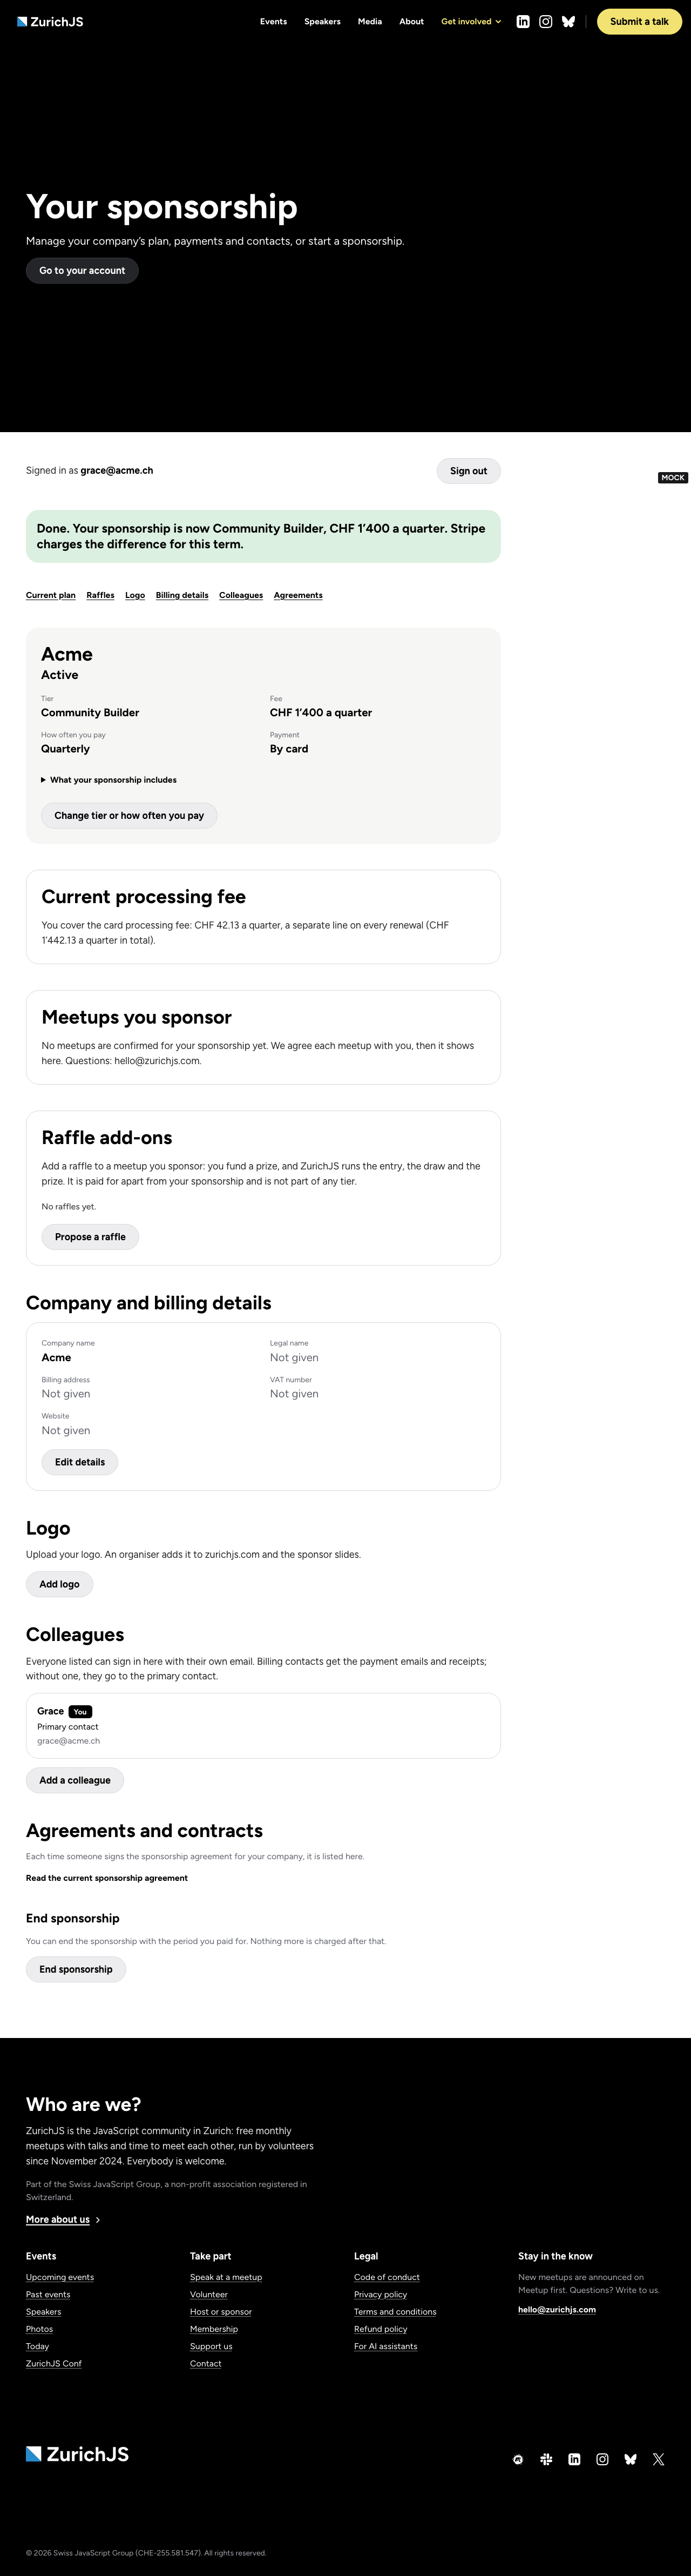 ZurichJS
Events
Speakers
Media
About
Get involved
Submit a talk
Your sponsorship
Manage your company's plan, payments and contacts, or start a sponsorship.
Go to your account
Signed in as grace@acme.ch
Sign out
MOCK
Done. Your sponsorship is now Community Builder, CHF 1'400 a quarter. Stripe
charges the difference for this term.
Current plan
Raffles
Logo
Billing details
Colleagues
Agreements
Acme
Active
Tier
Community Builder
Fee
CHF 1'400 a quarter
How often you pay
Quarterly
Payment
By card
What your sponsorship includes
Change tier or how often you pay
Current processing fee
You cover the card processing fee: CHF 42.13 a quarter, a separate line on every renewal (CHF
1'442.13 a quarter in total).
Meetups you sponsor
No meetups are confirmed for your sponsorship yet. We agree each meetup with you, then it shows
here. Questions: hello@zurichjs.com.
Raffle add-ons
Add a raffle to a meetup you sponsor: you fund a prize, and ZurichJS runs the entry, the draw and the
prize. It is paid for apart from your sponsorship and is not part of any tier.
No raffles yet.
Propose a raffle
Company and billing details
Company name
Acme
Legal name
Not given
Billing address
Not given
VAT number
Not given
Website
Not given
Edit details
Logo
Upload your logo. An organiser adds it to zurichjs.com and the sponsor slides.
Add logo
Colleagues
Everyone listed can sign in here with their own email. Billing contacts get the payment emails and receipts;
without one, they go to the primary contact.
Grace You
Primary contact
grace@acme.ch
Add a colleague
Agreements and contracts
Each time someone signs the sponsorship agreement for your company, it is listed here.
Read the current sponsorship agreement
End sponsorship
You can end the sponsorship with the period you paid for. Nothing more is charged after that.
End sponsorship
Who are we?
ZurichJS is the JavaScript community in Zurich: free monthly
meetups with talks and time to meet each other, run by volunteers
since November 2024. Everybody is welcome.
Part of the Swiss JavaScript Group, a non-profit association registered in
Switzerland.
More about us
Events
Upcoming events
Past events
Speakers
Photos
Today
ZurichJS Conf
Take part
Speak at a meetup
Volunteer
Host or sponsor
Membership
Support us
Contact
Legal
Code of conduct
Privacy policy
Terms and conditions
Refund policy
For AI assistants
Stay in the know
New meetups are announced on
Meetup first. Questions? Write to us.
hello@zurichjs.com
ZurichJS
© 2026 Swiss JavaScript Group (CHE-255.581.547). All rights reserved.